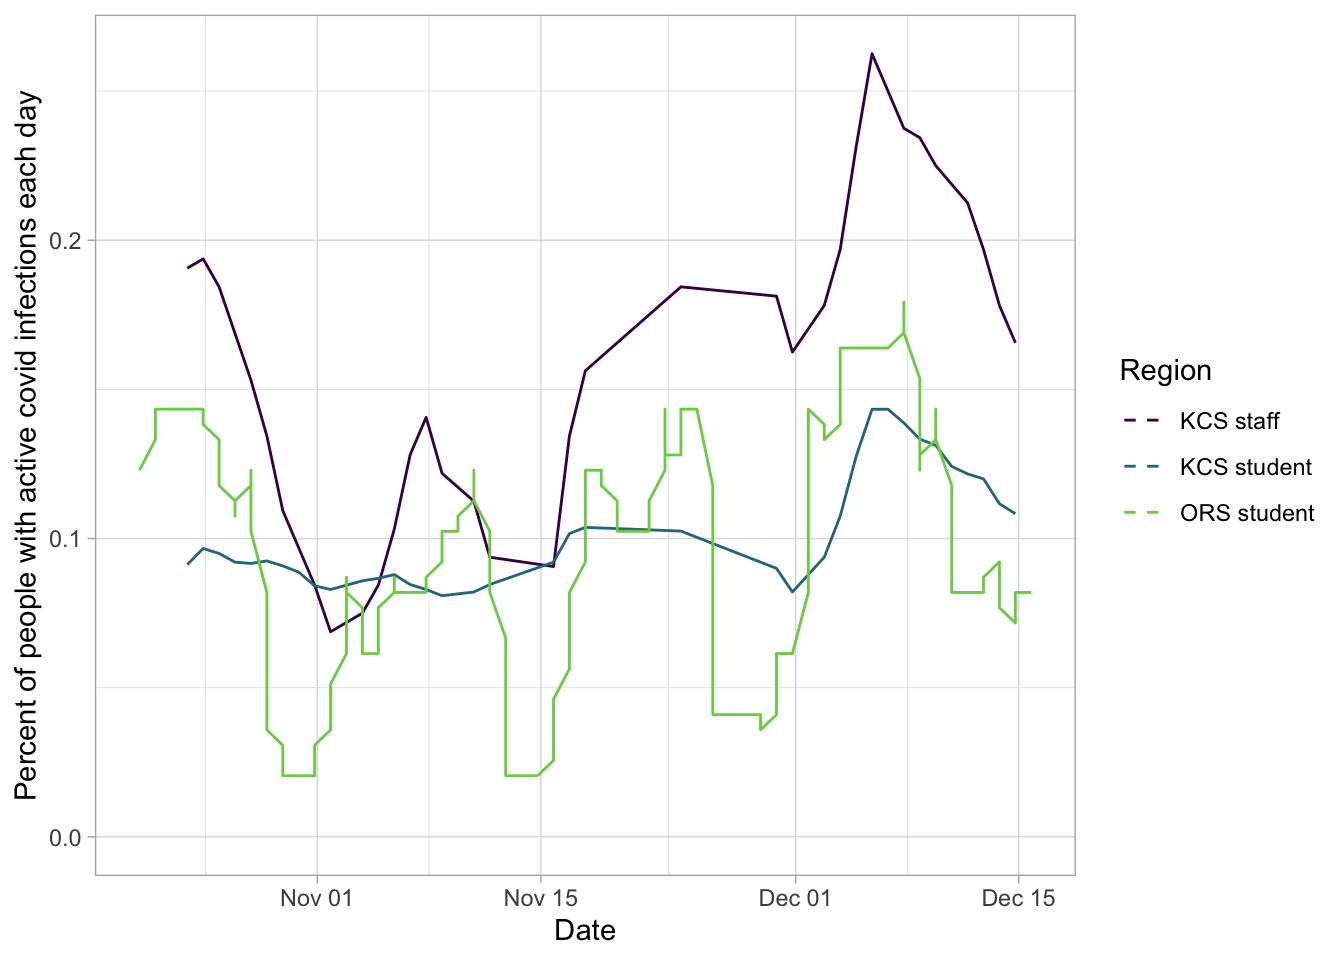 Percent of people with active covid infections each day
0.2
0.1
0.0
Nov 01
Nov 15
Dec 01
Dec 15
Date
Region
KCS staff
KCS student
ORS student